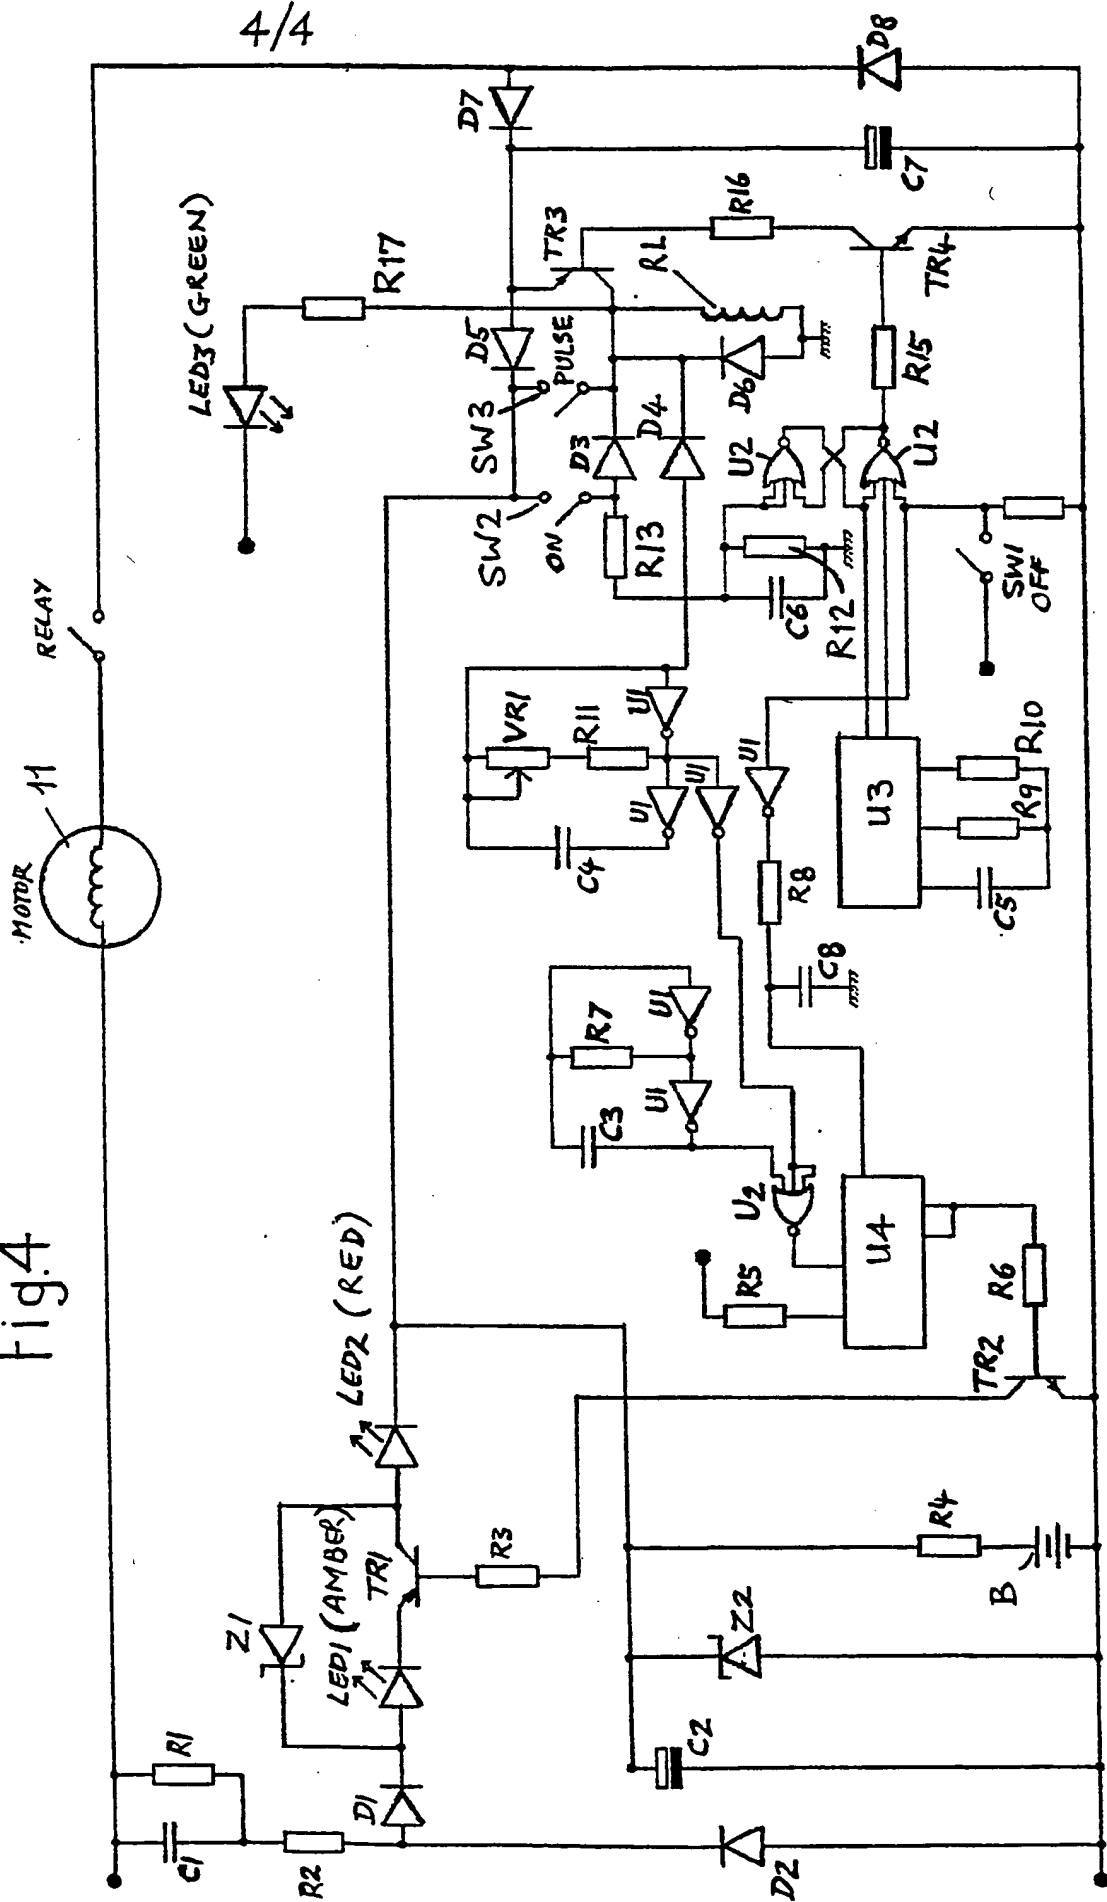 4/4
Fig.4
MOTOR
11
RELAY
LED3 (GREEN)
R17
D7
D8
C7
TR3
R16
RL
TR4
D5
PULSE
SW3
D6
R15
D3
D4
U2
U2
SW2
ON
R13
C6
R12
SW1
OFF
VR1
R11
U1
U1
U1
U1
C4
R8
C8
U3
R10
R9
C5
U1
R7
U1
C3
U2
U4
R5
R6
TR2
LED2 (RED)
Z1
LED1 (AMBER)
TR1
R3
R4
B
Z2
C2
R1
C1
R2
D1
D2